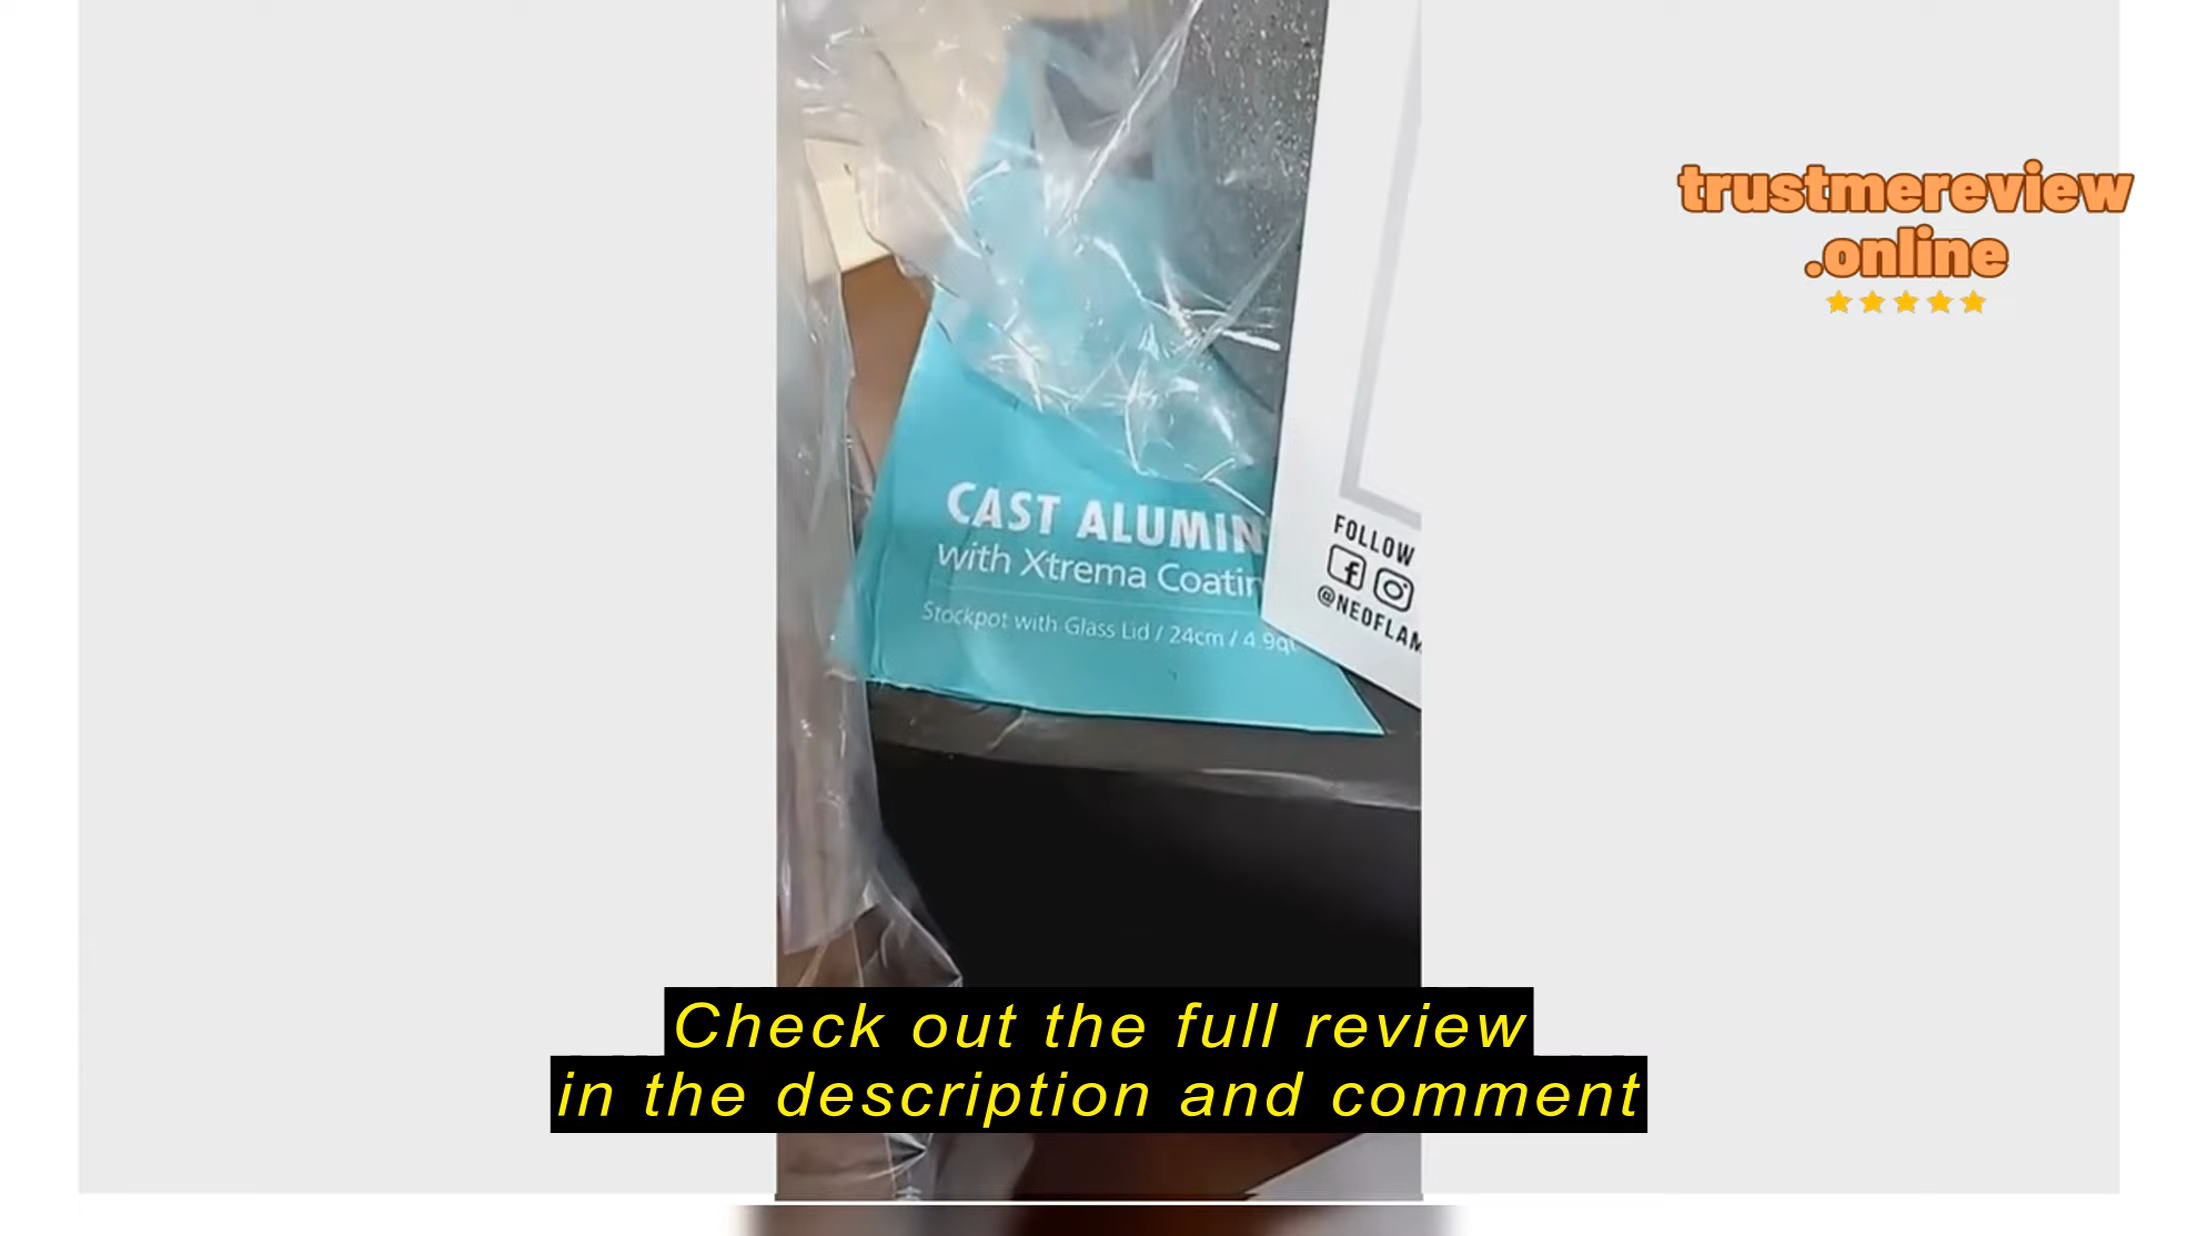 trustmereview
.online
CAST ALUMIN
with Xtrema Coatin
Stockpot with Glass Lid / 24cm / 4.9qt
FOLLOW
@NEOFLAM
Check out the full review
in the description and comment